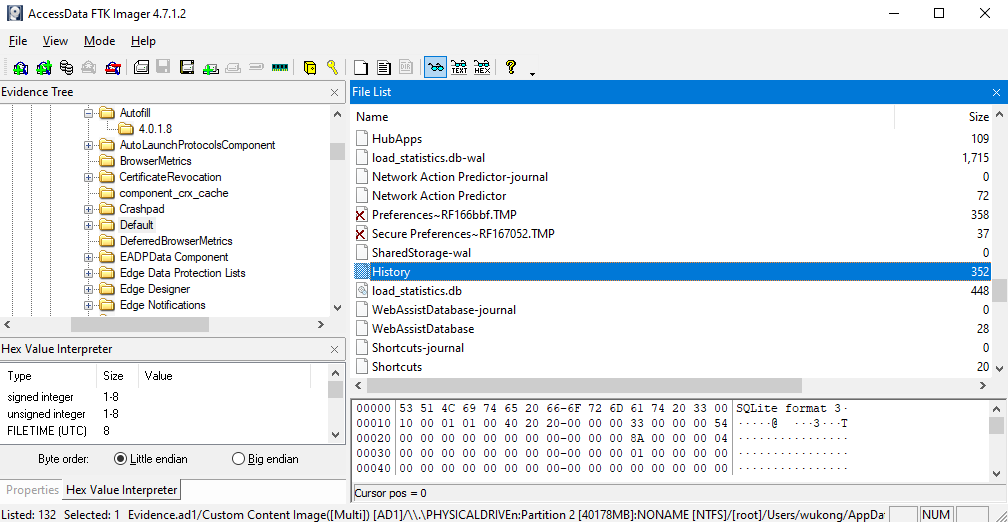 AccessData FTK Imager 4.7.1.2
File View Mode Help
TEXT HEX
Evidence Tree
Autofill
4.0.1.8
AutoLaunchProtocolsComponent
BrowserMetrics
CertificateRevocation
component_crx_cache
Crashpad
Default
DeferredBrowserMetrics
EADPData Component
Edge Data Protection Lists
Edge Designer
Edge Notifications
File List
Name Size
HubApps 109
load_statistics.db-wal 1,715
Network Action Predictor-journal 0
Network Action Predictor 72
Preferences~RF166bbf.TMP 358
Secure Preferences~RF167052.TMP 37
SharedStorage-wal 0
History 352
load_statistics.db 448
WebAssistDatabase-journal 0
WebAssistDatabase 28
Shortcuts-journal 0
Shortcuts 20
Hex Value Interpreter
Type Size Value
signed integer 1-8
unsigned integer 1-8
FILETIME (UTC) 8
Byte order: Little endian Big endian
Properties Hex Value Interpreter
00000 53 51 4C 69 74 65 20 66-6F 72 6D 61 74 20 33 00 SQLite format 3·
00010 10 00 01 01 00 40 20 20-00 00 00 33 00 00 00 54 ·····@  ···3···T
00020 00 00 00 00 00 00 00 00-00 00 00 8A 00 00 00 04 ················
00030 00 00 00 00 00 00 00 00-00 00 00 01 00 00 00 00 ················
00040 00 00 00 00 00 00 00 00-00 00 00 00 00 00 00 00 ················
Cursor pos = 0
Listed: 132 Selected: 1 Evidence.ad1/Custom Content Image([Multi]) [AD1]/\\.\PHYSICALDRIVEn:Partition 2 [40178MB]:NONAME [NTFS]/[root]/Users/wukong/AppDa NUM